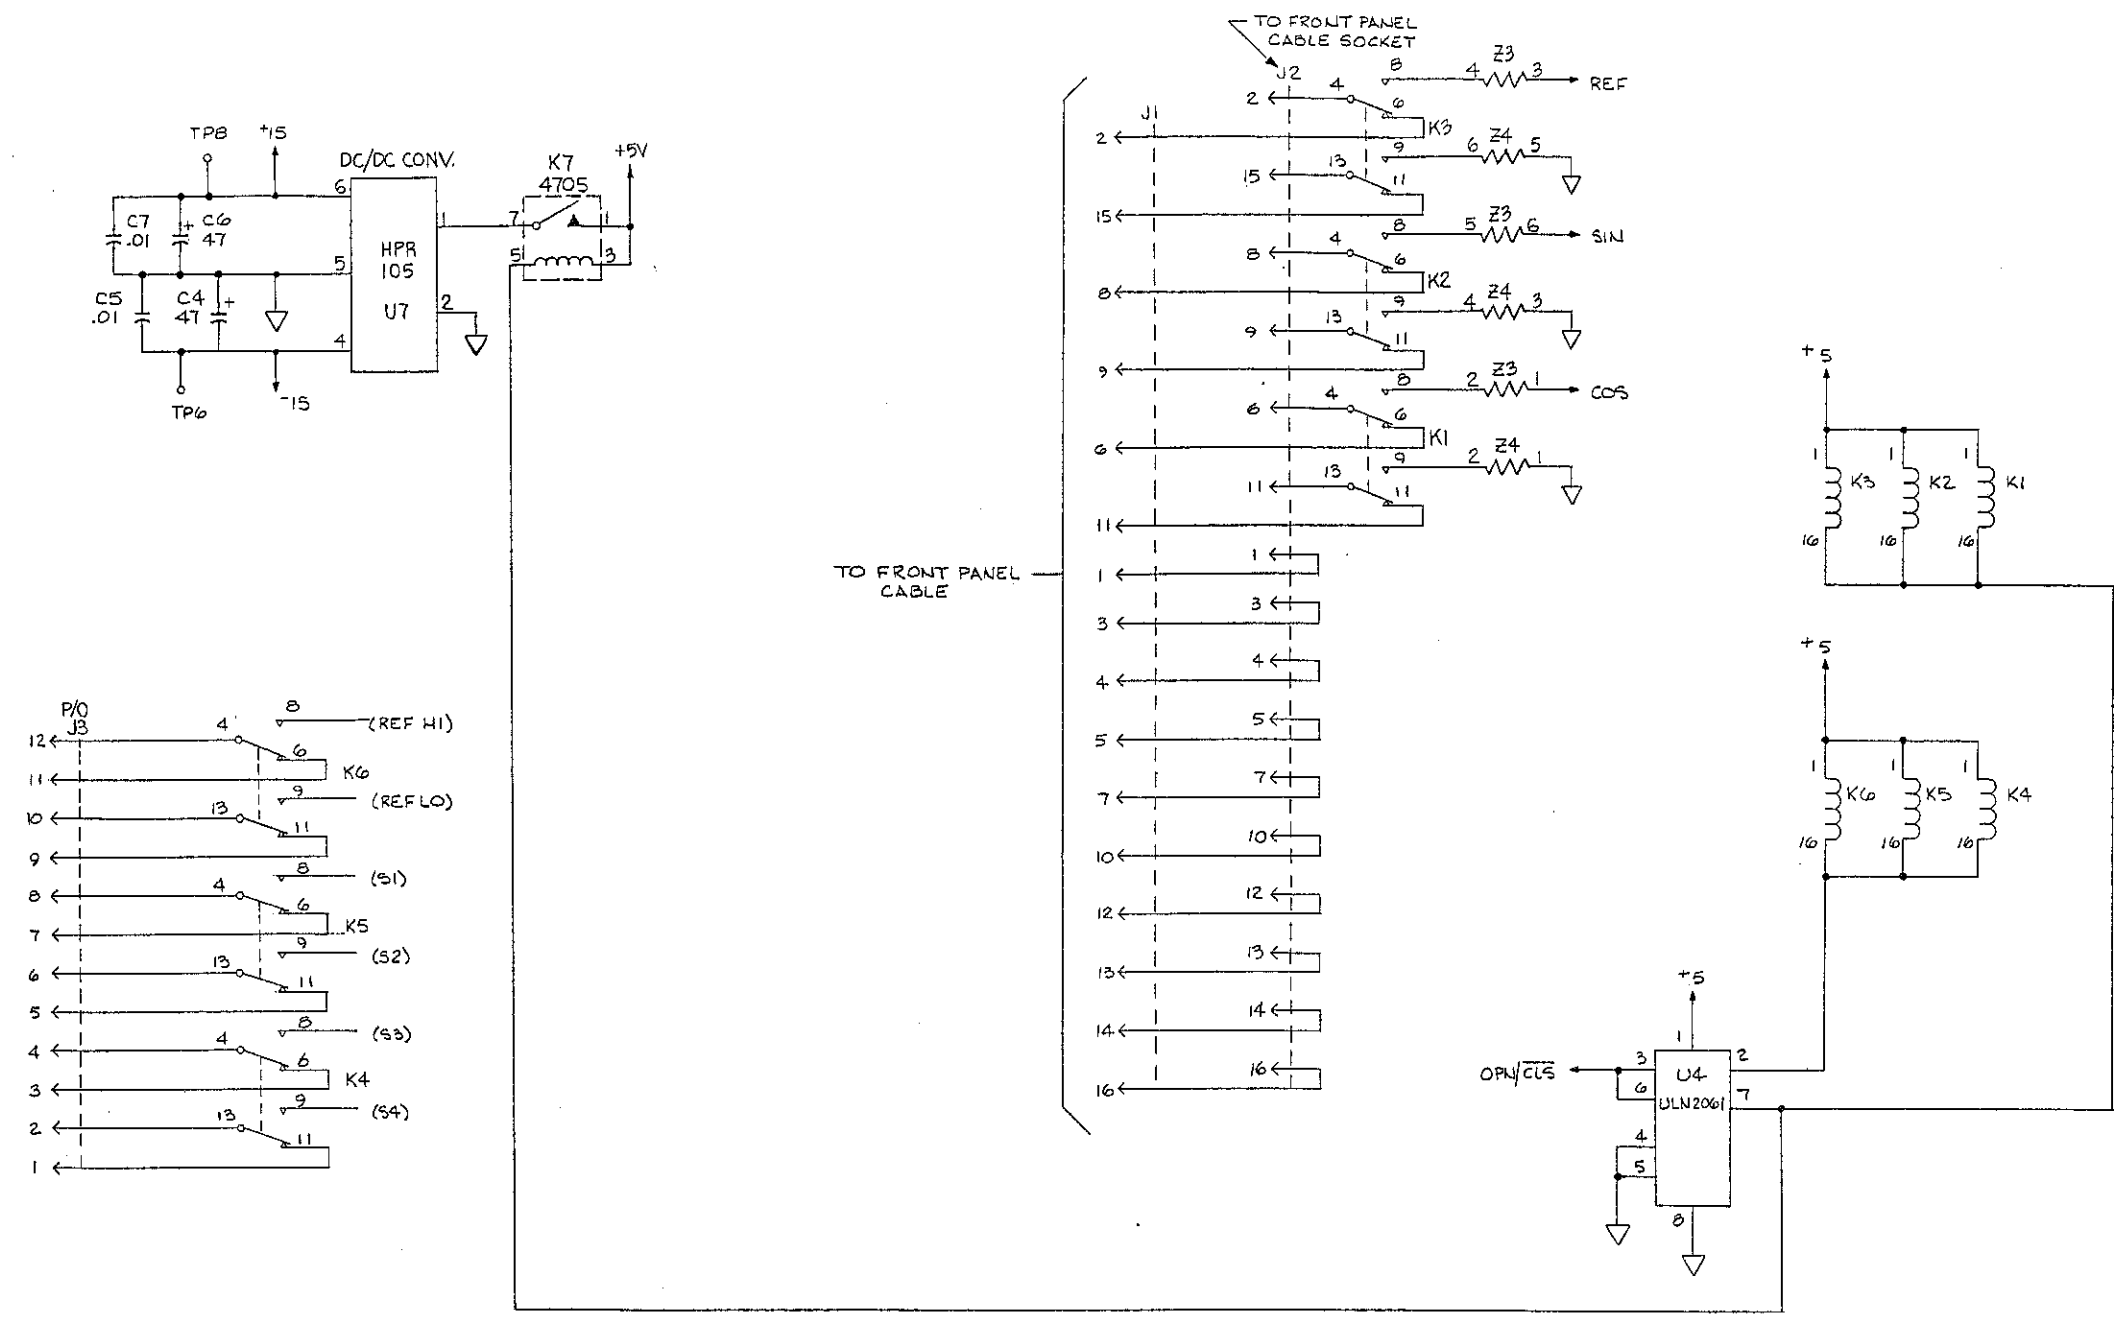 TO FRONT PANEL
CABLE SOCKET
J2
J1
2
4
8
6
K3
4 Z3 3
REF
2
15
13
9
11
6 Z4 5
15
8
4
8
6
K2
5 Z3 6
SIN
8
9
13
9
11
4 Z4 3
9
6
4
8
6
K1
2 Z3 1
COS
6
11
13
9
11
2 Z4 1
11
1
1
3
3
4
4
5
5
7
7
10
10
12
12
13
13
14
14
16
16
TO FRONT PANEL
CABLE
TP8
+15
DC/DC CONV.
K7
4705
+5V
6
1
7
1
C7
.01
+
C6
47
HPR
105
U7
5
5
3
C5
.01
C4
47
+
2
4
TP6
-15
+5
1
1
1
K3
K2
K1
16
16
16
+5
1
1
1
K6
K5
K4
16
16
16
P/O
J3
12
4
8
(REF HI)
6
11
K6
10
13
9
(REF LO)
11
9
8
4
8
(S1)
6
7
K5
6
13
9
(S2)
11
5
4
4
8
(S3)
6
3
K4
2
13
9
(S4)
11
1
+5
1
OPN/CLS
3
U4
2
6
ULN2061
7
4
5
8